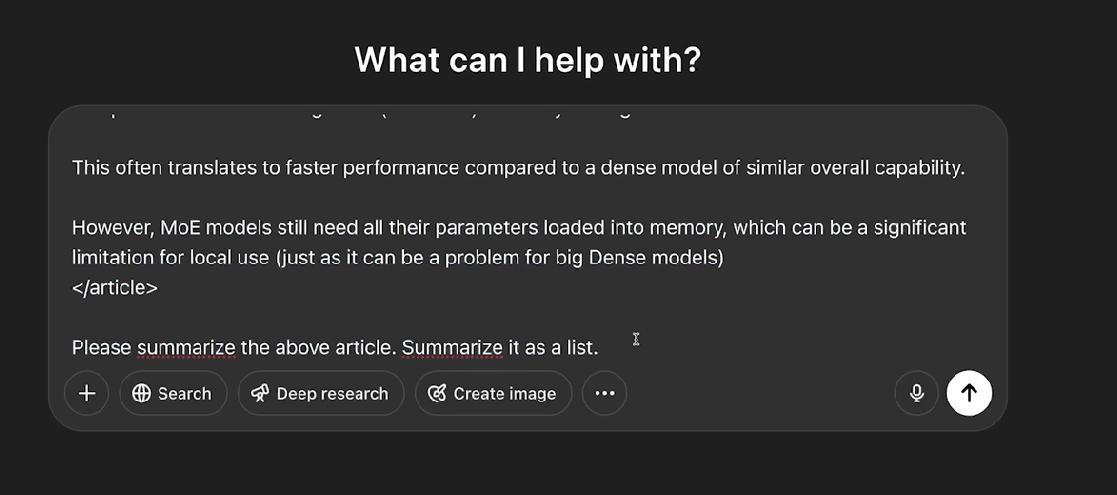 What can I help with?
This often translates to faster performance compared to a dense model of similar overall capability.
However, MoE models still need all their parameters loaded into memory, which can be a significant
limitation for local use (just as it can be a problem for big Dense models)
</article>
Please summarize the above article. Summarize it as a list.
Search
Deep research
Create image